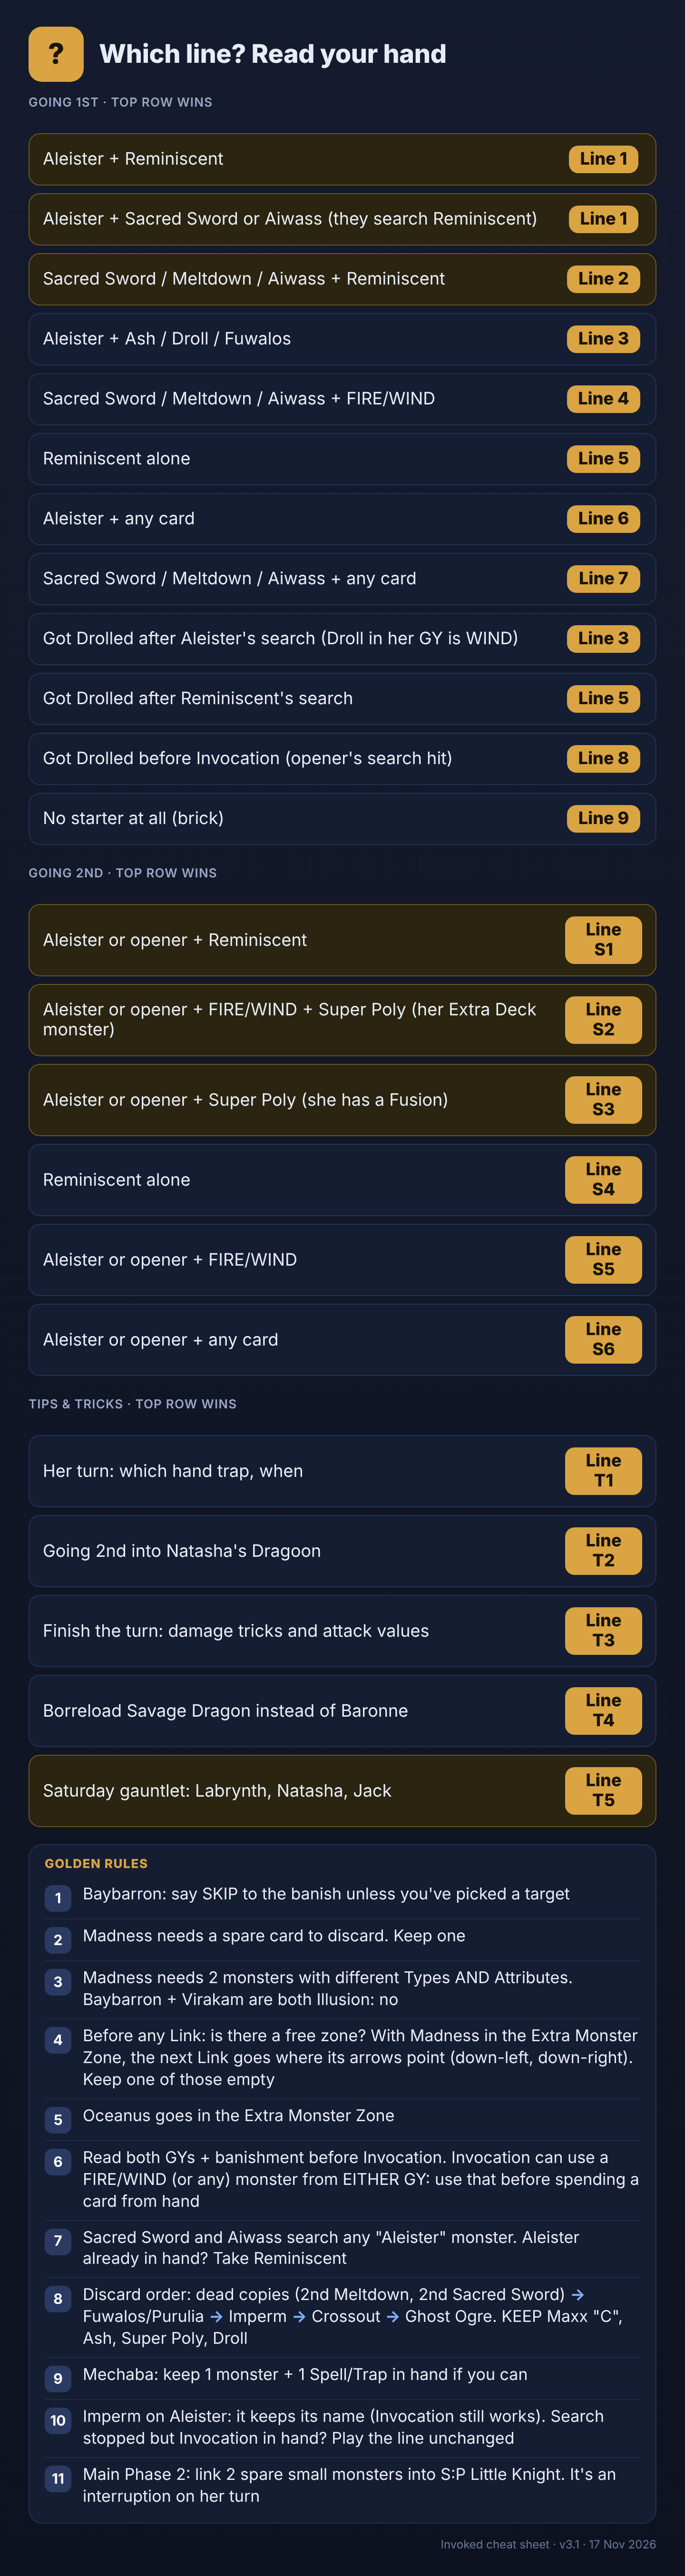 ?
Which line? Read your hand
GOING 1ST · TOP ROW WINS
Aleister + Reminiscent
Line 1
Aleister + Sacred Sword or Aiwass (they search Reminiscent)
Line 1
Sacred Sword / Meltdown / Aiwass + Reminiscent
Line 2
Aleister + Ash / Droll / Fuwalos
Line 3
Sacred Sword / Meltdown / Aiwass + FIRE/WIND
Line 4
Reminiscent alone
Line 5
Aleister + any card
Line 6
Sacred Sword / Meltdown / Aiwass + any card
Line 7
Got Drolled after Aleister's search (Droll in her GY is WIND)
Line 3
Got Drolled after Reminiscent's search
Line 5
Got Drolled before Invocation (opener's search hit)
Line 8
No starter at all (brick)
Line 9
GOING 2ND · TOP ROW WINS
Aleister or opener + Reminiscent
Line
S1
Aleister or opener + FIRE/WIND + Super Poly (her Extra Deck
monster)
Line
S2
Aleister or opener + Super Poly (she has a Fusion)
Line
S3
Reminiscent alone
Line
S4
Aleister or opener + FIRE/WIND
Line
S5
Aleister or opener + any card
Line
S6
TIPS & TRICKS · TOP ROW WINS
Her turn: which hand trap, when
Line
T1
Going 2nd into Natasha's Dragoon
Line
T2
Finish the turn: damage tricks and attack values
Line
T3
Borreload Savage Dragon instead of Baronne
Line
T4
Saturday gauntlet: Labrynth, Natasha, Jack
Line
T5
GOLDEN RULES
1 Baybarron: say SKIP to the banish unless you've picked a target
2 Madness needs a spare card to discard. Keep one
3 Madness needs 2 monsters with different Types AND Attributes.
Baybarron + Virakam are both Illusion: no
4 Before any Link: is there a free zone? With Madness in the Extra Monster
Zone, the next Link goes where its arrows point (down-left, down-right).
Keep one of those empty
5 Oceanus goes in the Extra Monster Zone
6 Read both GYs + banishment before Invocation. Invocation can use a
FIRE/WIND (or any) monster from EITHER GY: use that before spending a
card from hand
7 Sacred Sword and Aiwass search any "Aleister" monster. Aleister
already in hand? Take Reminiscent
8 Discard order: dead copies (2nd Meltdown, 2nd Sacred Sword) →
Fuwalos/Purulia → Imperm → Crossout → Ghost Ogre. KEEP Maxx "C",
Ash, Super Poly, Droll
9 Mechaba: keep 1 monster + 1 Spell/Trap in hand if you can
10 Imperm on Aleister: it keeps its name (Invocation still works). Search
stopped but Invocation in hand? Play the line unchanged
11 Main Phase 2: link 2 spare small monsters into S:P Little Knight. It's an
interruption on her turn
Invoked cheat sheet · v3.1 · 17 Nov 2026